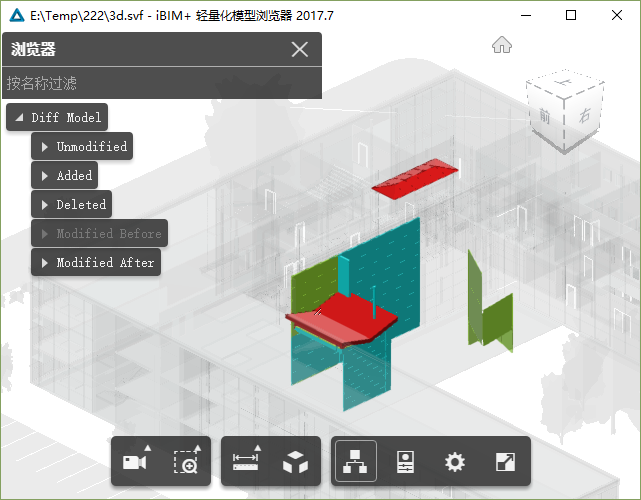 E:\Temp\222\3d.svf - iBIM+ 轻量化模型浏览器 2017.7
浏览器
按名称过滤
Diff Model
Unmodified
Added
Deleted
Modified Before
Modified After
上
前
右